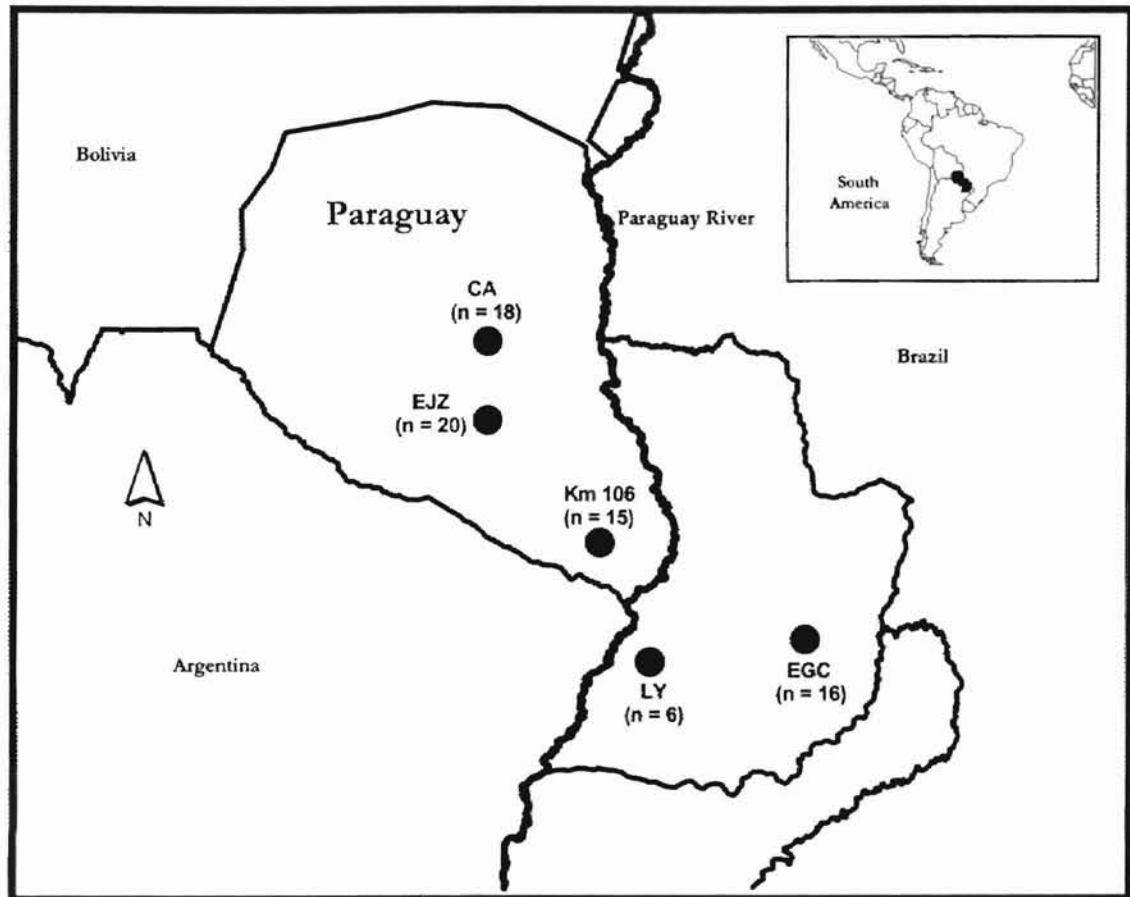 Bolivia
Paraguay
Paraguay River
South
America
CA
(n = 18)
Brazil
EJZ
(n = 20)
Km 106
(n = 15)
N
Argentina
LY
(n = 6)
EGC
(n = 16)